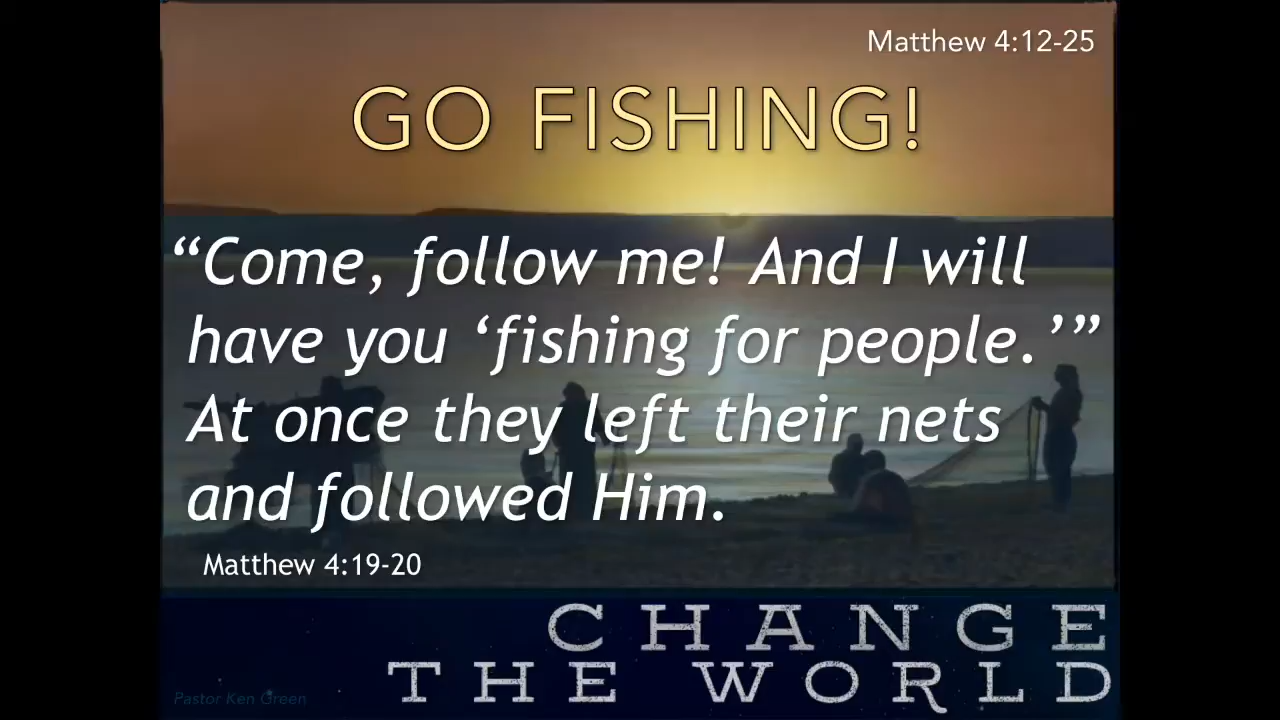 Matthew 4:12-25
GO FISHING!
“Come, follow me! And I will
have you ‘fishing for people.’”
At once they left their nets
and followed Him.
Matthew 4:19-20
CHANGE
THE WORLD
Pastor Ken Green